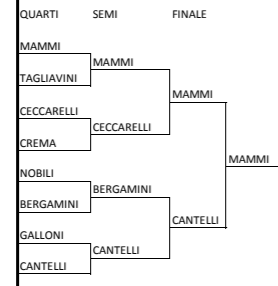 QUARTI SEMI FINALE
MAMMI
MAMMI
TAGLIAVINI
MAMMI
CECCARELLI
CECCARELLI
CREMA
MAMMI
NOBILI
BERGAMINI
BERGAMINI
CANTELLI
GALLONI
CANTELLI
CANTELLI